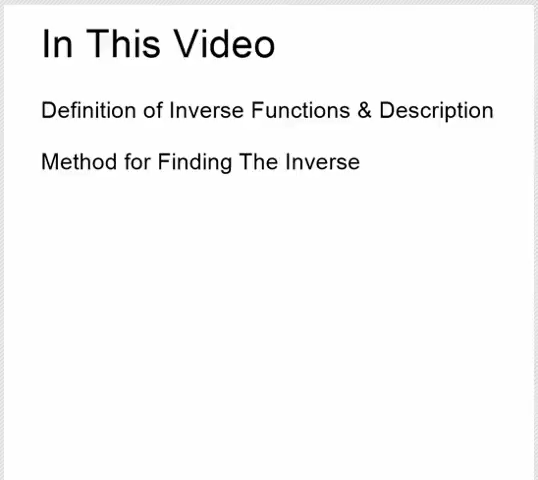 In This Video
Definition of Inverse Functions & Description
Method for Finding The Inverse